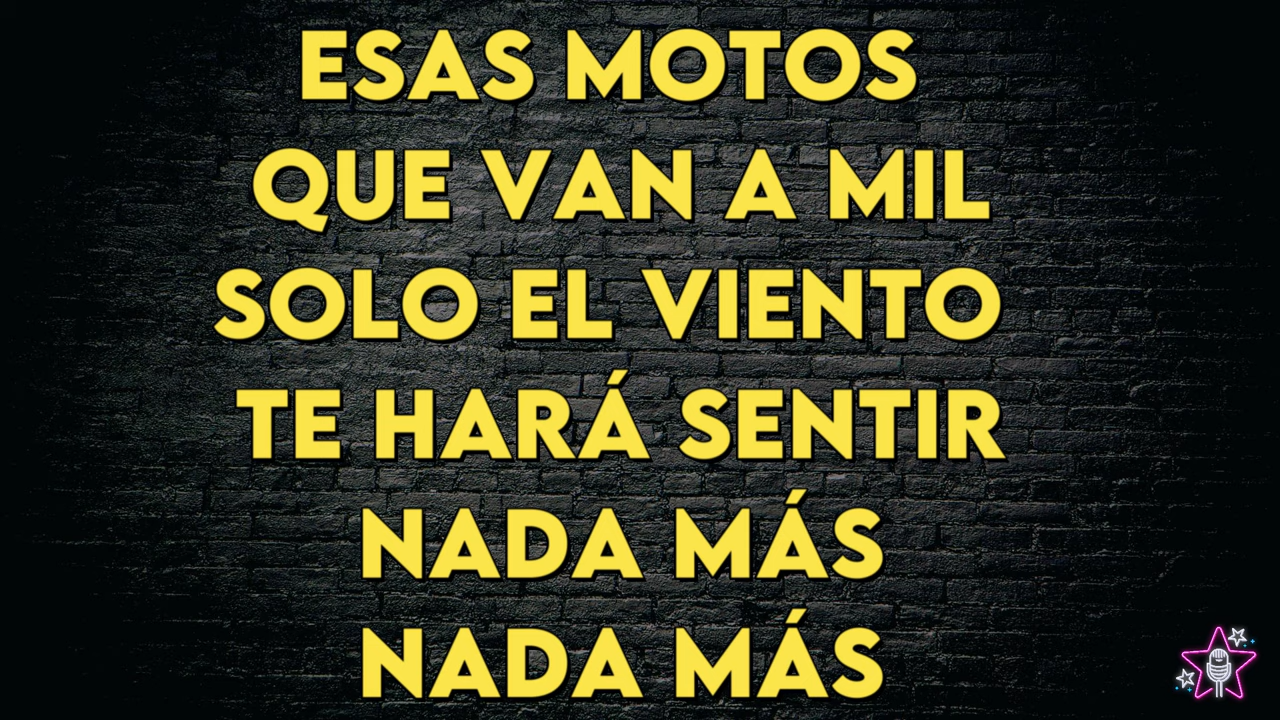 ESAS MOTOS
QUE VAN A MIL
SOLO EL VIENTO
TE HARÁ SENTIR
NADA MÁS
NADA MÁS